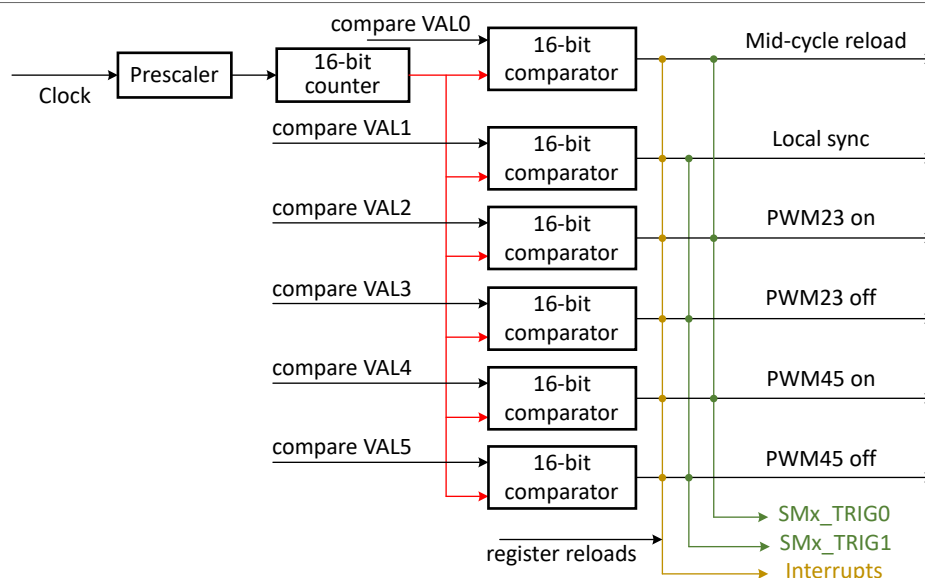 compare VAL0
16-bit
comparator
Mid-cycle reload
Clock
Prescaler
16-bit
counter
compare VAL1
16-bit
comparator
Local sync
compare VAL2
16-bit
comparator
PWM23 on
compare VAL3
16-bit
comparator
PWM23 off
compare VAL4
16-bit
comparator
PWM45 on
compare VAL5
16-bit
comparator
PWM45 off
SMx_TRIG0
register reloads
SMx_TRIG1
Interrupts